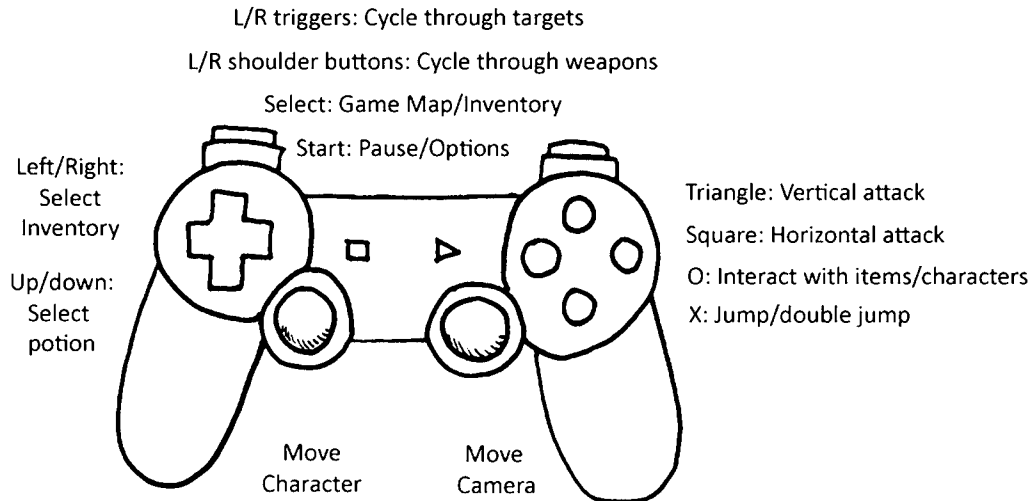 L/R triggers: Cycle through targets
L/R shoulder buttons: Cycle through weapons
Select: Game Map/Inventory
Start: Pause/Options
Left/Right:
Select
Inventory
Up/down:
Select
potion
Triangle: Vertical attack
Square: Horizontal attack
O: Interact with items/characters
X: Jump/double jump
Move
Character
Move
Camera